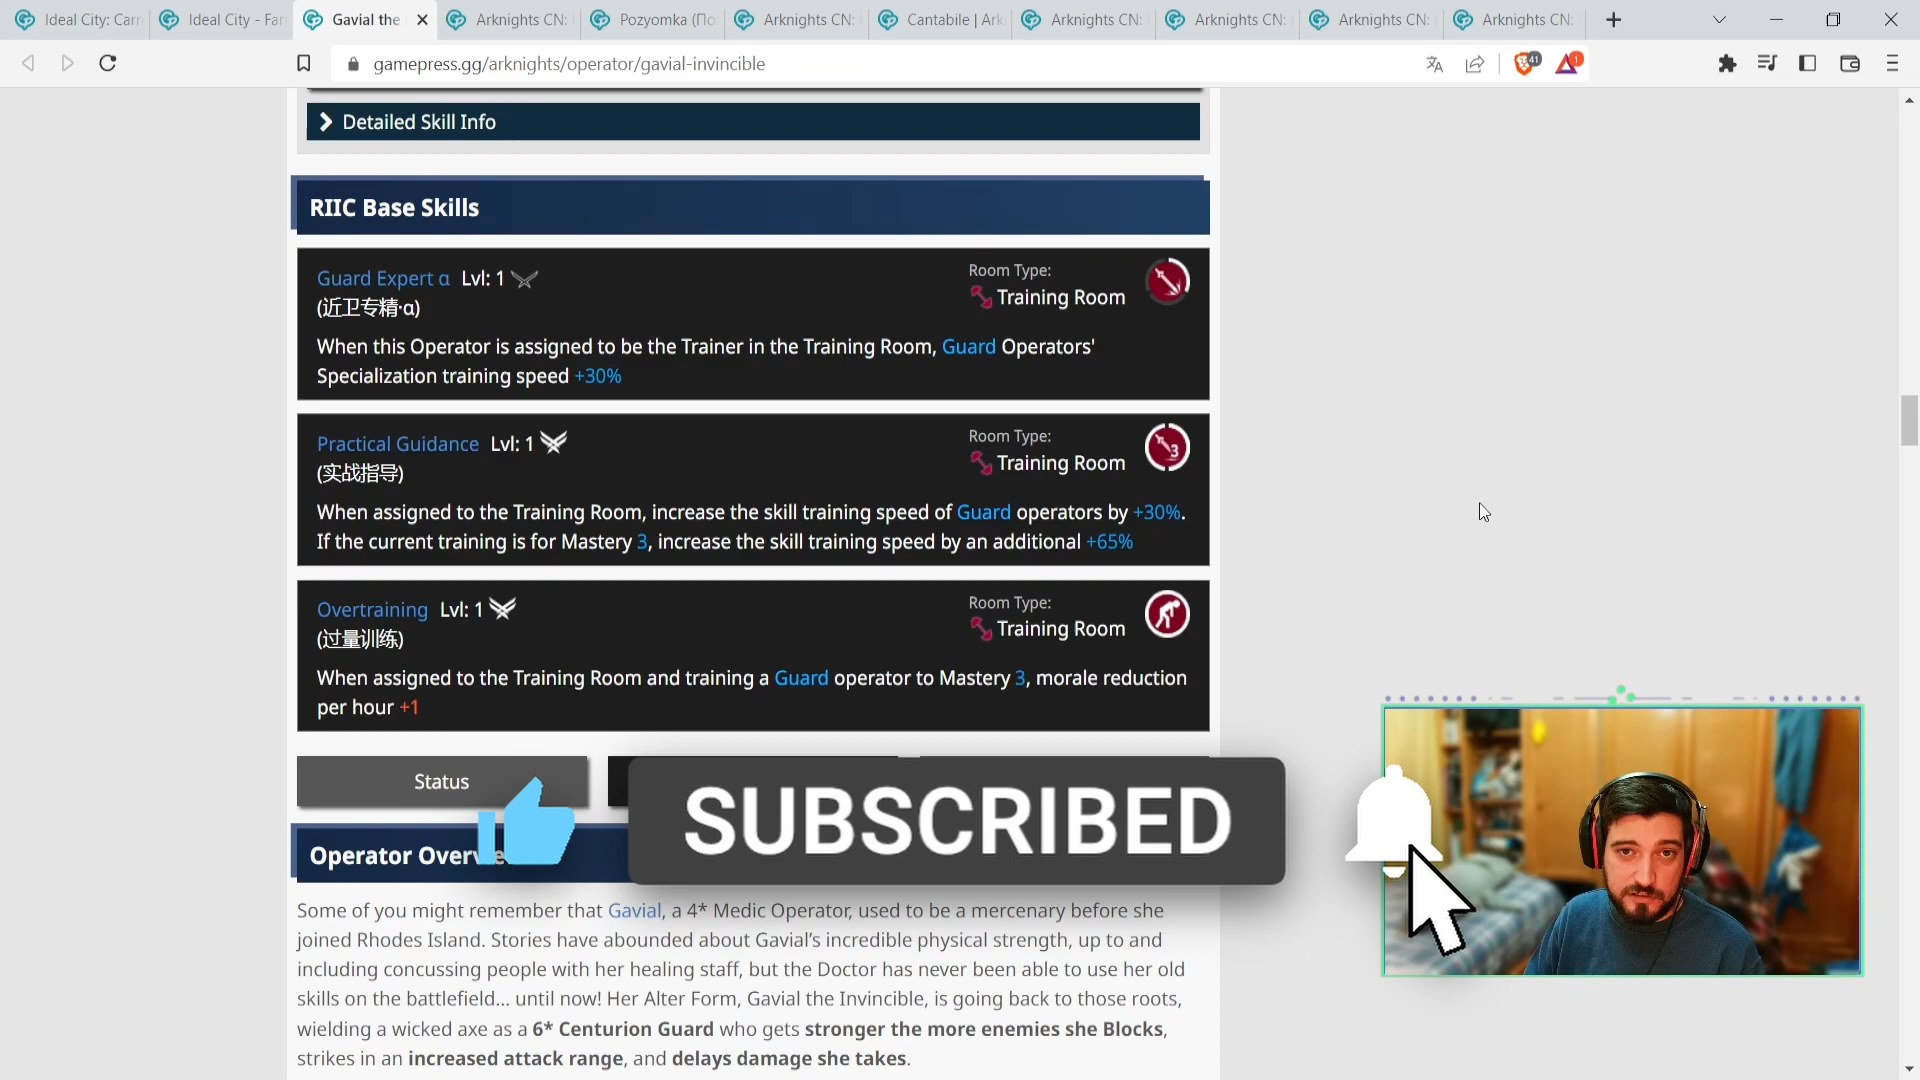 Ideal City: Carn
Ideal City - Far
Gavial the
Arknights CN:
Pozyomka (По
Arknights CN:
Cantabile | Ark
Arknights CN:
Arknights CN:
Arknights CN:
Arknights CN:
gamepress.gg/arknights/operator/gavial-invincible
41
1
Detailed Skill Info
RIIC Base Skills
Guard Expert α Lvl: 1
(近卫专精·α)
Room Type:
Training Room
When this Operator is assigned to be the Trainer in the Training Room, Guard Operators'
Specialization training speed +30%
Practical Guidance Lvl: 1
(实战指导)
Room Type:
Training Room
3
When assigned to the Training Room, increase the skill training speed of Guard operators by +30%.
If the current training is for Mastery 3, increase the skill training speed by an additional +65%
Overtraining Lvl: 1
(过量训练)
Room Type:
Training Room
When assigned to the Training Room and training a Guard operator to Mastery 3, morale reduction
per hour +1
Status
SUBSCRIBED
Operator Overvie
Some of you might remember that Gavial, a 4* Medic Operator, used to be a mercenary before she
joined Rhodes Island. Stories have abounded about Gavial's incredible physical strength, up to and
including concussing people with her healing staff, but the Doctor has never been able to use her old
skills on the battlefield... until now! Her Alter Form, Gavial the Invincible, is going back to those roots,
wielding a wicked axe as a 6* Centurion Guard who gets stronger the more enemies she Blocks,
strikes in an increased attack range, and delays damage she takes.